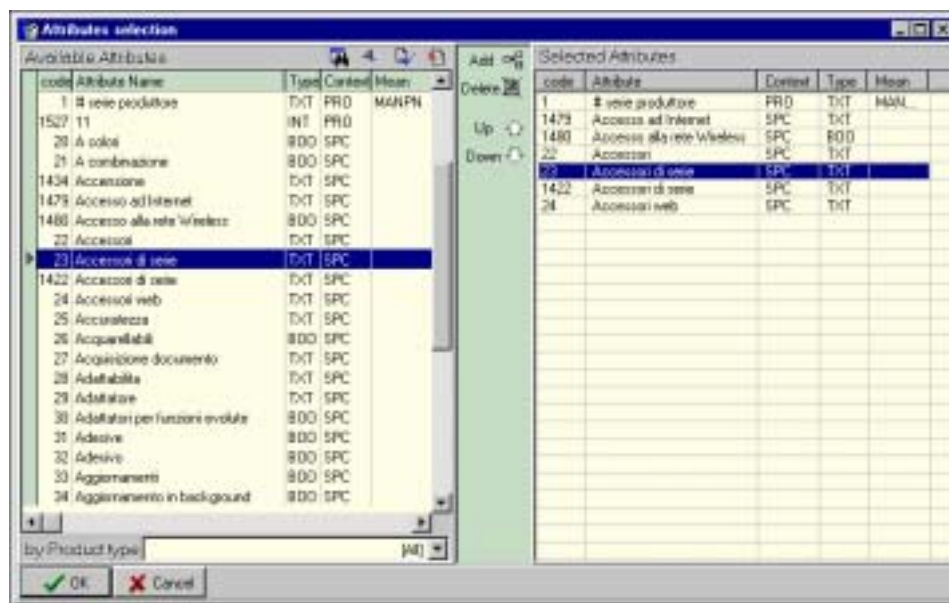 Attributes selection
Available Attributes
code Attribute Name Type Context Mean
1 # serie produttore TXT PRO MANPN
1527 11 INT PRO
20 A colori BOO SPC
21 A combinazione BOO SPC
1434 Accensione TXT SPC
1479 Accesso ad Internet TXT SPC
1480 Accesso alla rete Wireless BOO SPC
22 Accessori TXT SPC
23 Accessori di serie TXT SPC
1422 Accessori di serie TXT SPC
24 Accessori web TXT SPC
25 Accuratezza TXT SPC
26 Acquarellabili BOO SPC
27 Acquisizione documento TXT SPC
28 Adattabilita TXT SPC
29 Adattatore TXT SPC
30 Adattatori per funzioni evolute BOO SPC
31 Adesive BOO SPC
32 Adesivo BOO SPC
33 Aggiornamenti BOO SPC
34 Aggiornamento in background BOO SPC
by Product type (All)
OK Cancel
Add
Delete
Up
Down
Selected Attributes
code Attribute Context Type Mean
1 # serie produttore PRO TXT MAN...
1479 Accesso ad Internet SPC TXT
1480 Accesso alla rete Wireless SPC BOO
22 Accessori SPC TXT
23 Accessori di serie SPC TXT
1422 Accessori di serie SPC TXT
24 Accessori web SPC TXT